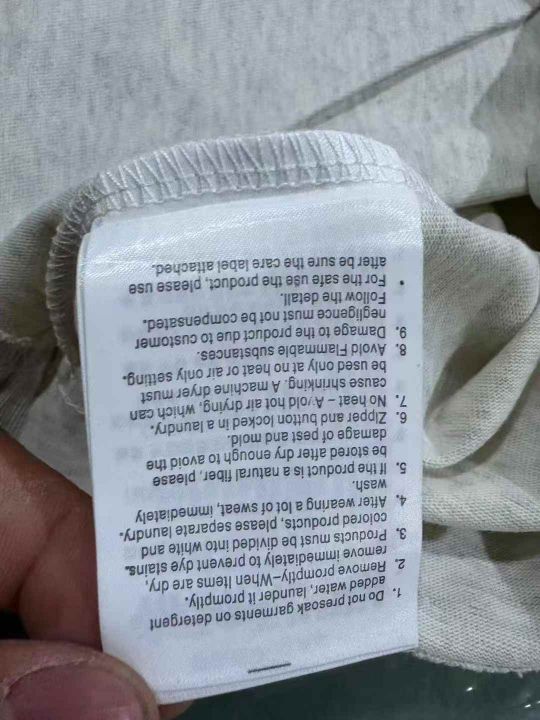 1. Do not presoak garments on detergent
added water, launder it promptly.
2. Remove promptly–When Items are dry,
remove immediately to prevent dye stains.
3. Products must be divided into white and
colored products, please separate laundry.
4. After wearing a lot of sweat, immediately
wash.
5. If the product is a natural fiber, please
be stored after dry enough to avoid the
damage of pest and mold.
6. Zipper and button locked in a laundry.
7. No heat – Avoid hot air drying, which can
cause shrinking. A machine dryer must
be used only at no heat or air only setting.
8. Avold Flammable substances.
9. Damage to the product due to customer
negligence must not be compensated.
Follow the detail.
• For the safe use the product, please use
after be sure the care label attached.